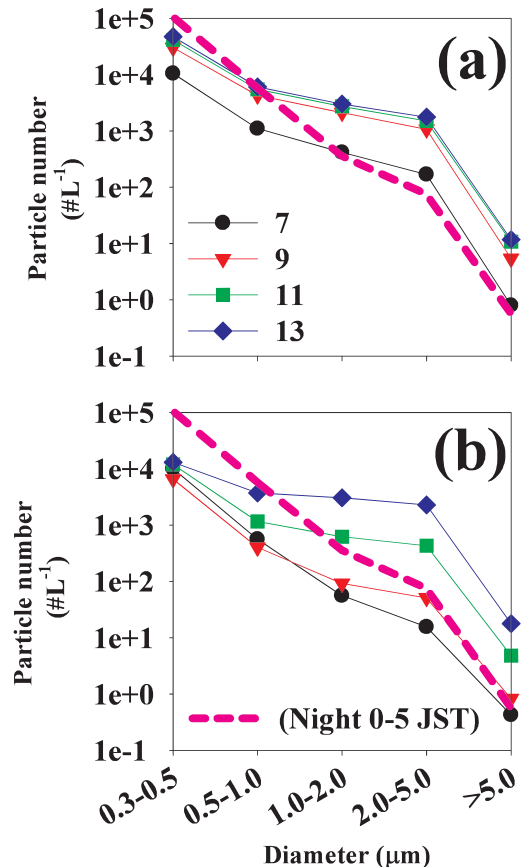 1e+5
(a)
1e+4
1e+3
1e+2
1e+1
1e+0
1e-1
Particle number
(#L⁻¹)
7
9
11
13
1e+5
(b)
1e+4
1e+3
1e+2
1e+1
1e+0
1e-1
Particle number
(#L⁻¹)
(Night 0-5 JST)
0.3-0.5
0.5-1.0
1.0-2.0
2.0-5.0
>5.0
Diameter (μm)